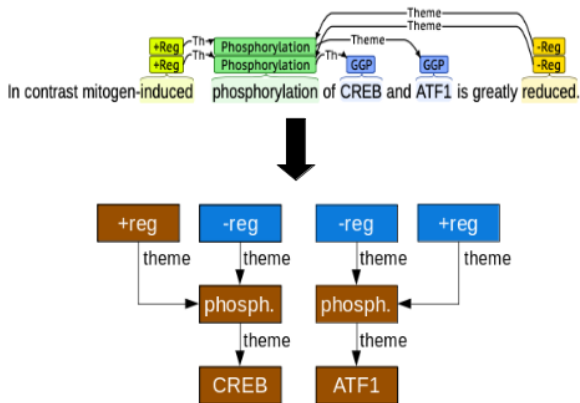 Theme
Theme
+Reg Th Phosphorylation Theme -Reg
+Reg Th Phosphorylation Th GGP GGP -Reg
In contrast mitogen-induced phosphorylation of CREB and ATF1 is greatly reduced.
+reg -reg -reg +reg
theme theme theme theme
phosph. phosph.
theme theme
CREB ATF1